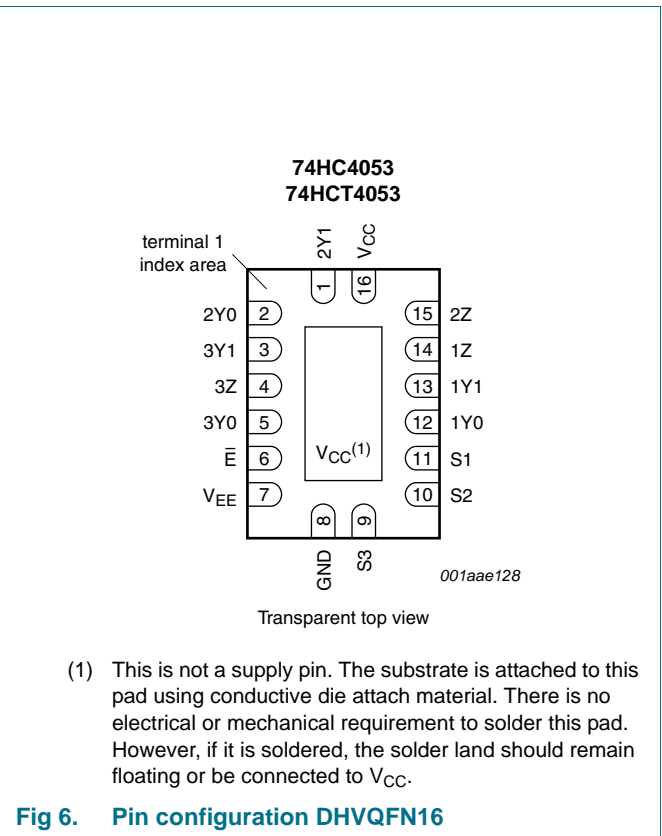 74HC4053
74HCT4053
terminal 1
index area
2Y1
VCC
1
16
2Y0 2
15 2Z
3Y1 3
14 1Z
3Z 4
13 1Y1
3Y0 5
12 1Y0
E̅ 6
VCC(1)
11 S1
VEE 7
10 S2
8
9
GND
S3
001aae128
Transparent top view
(1) This is not a supply pin. The substrate is attached to this
pad using conductive die attach material. There is no
electrical or mechanical requirement to solder this pad.
However, if it is soldered, the solder land should remain
floating or be connected to VCC.
Fig 6. Pin configuration DHVQFN16